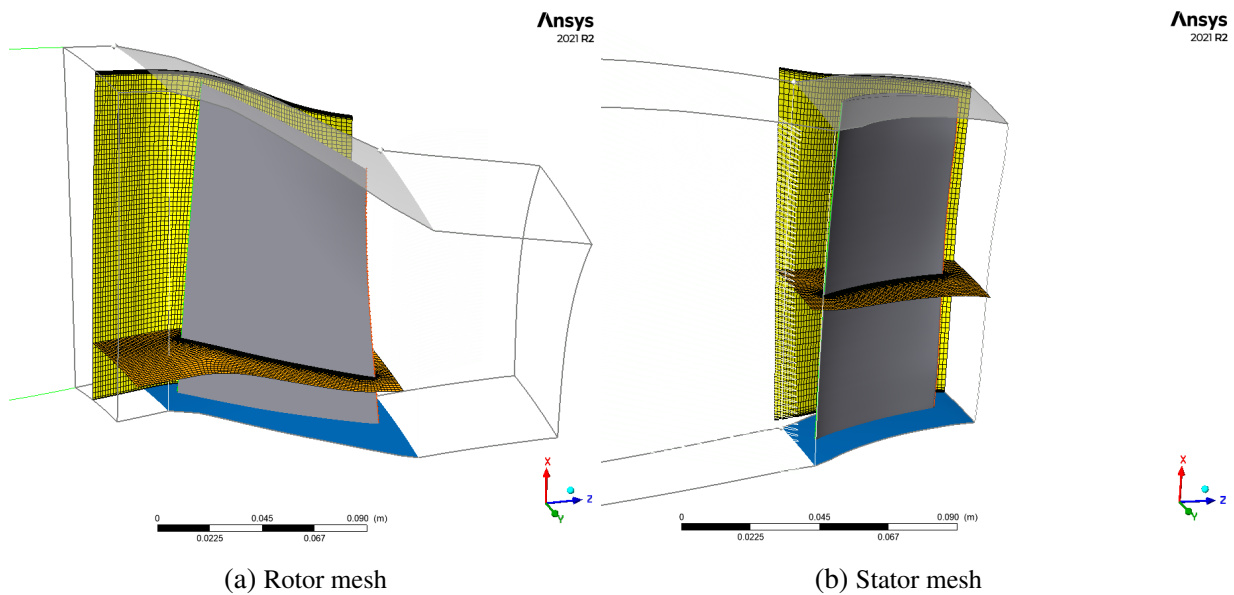 Ansys
2021 R2
X
Z
Y
0
0.045
0.090 (m)
0.0225
0.067
(a) Rotor mesh
Ansys
2021 R2
X
Z
Y
0
0.045
0.090 (m)
0.0225
0.067
(b) Stator mesh